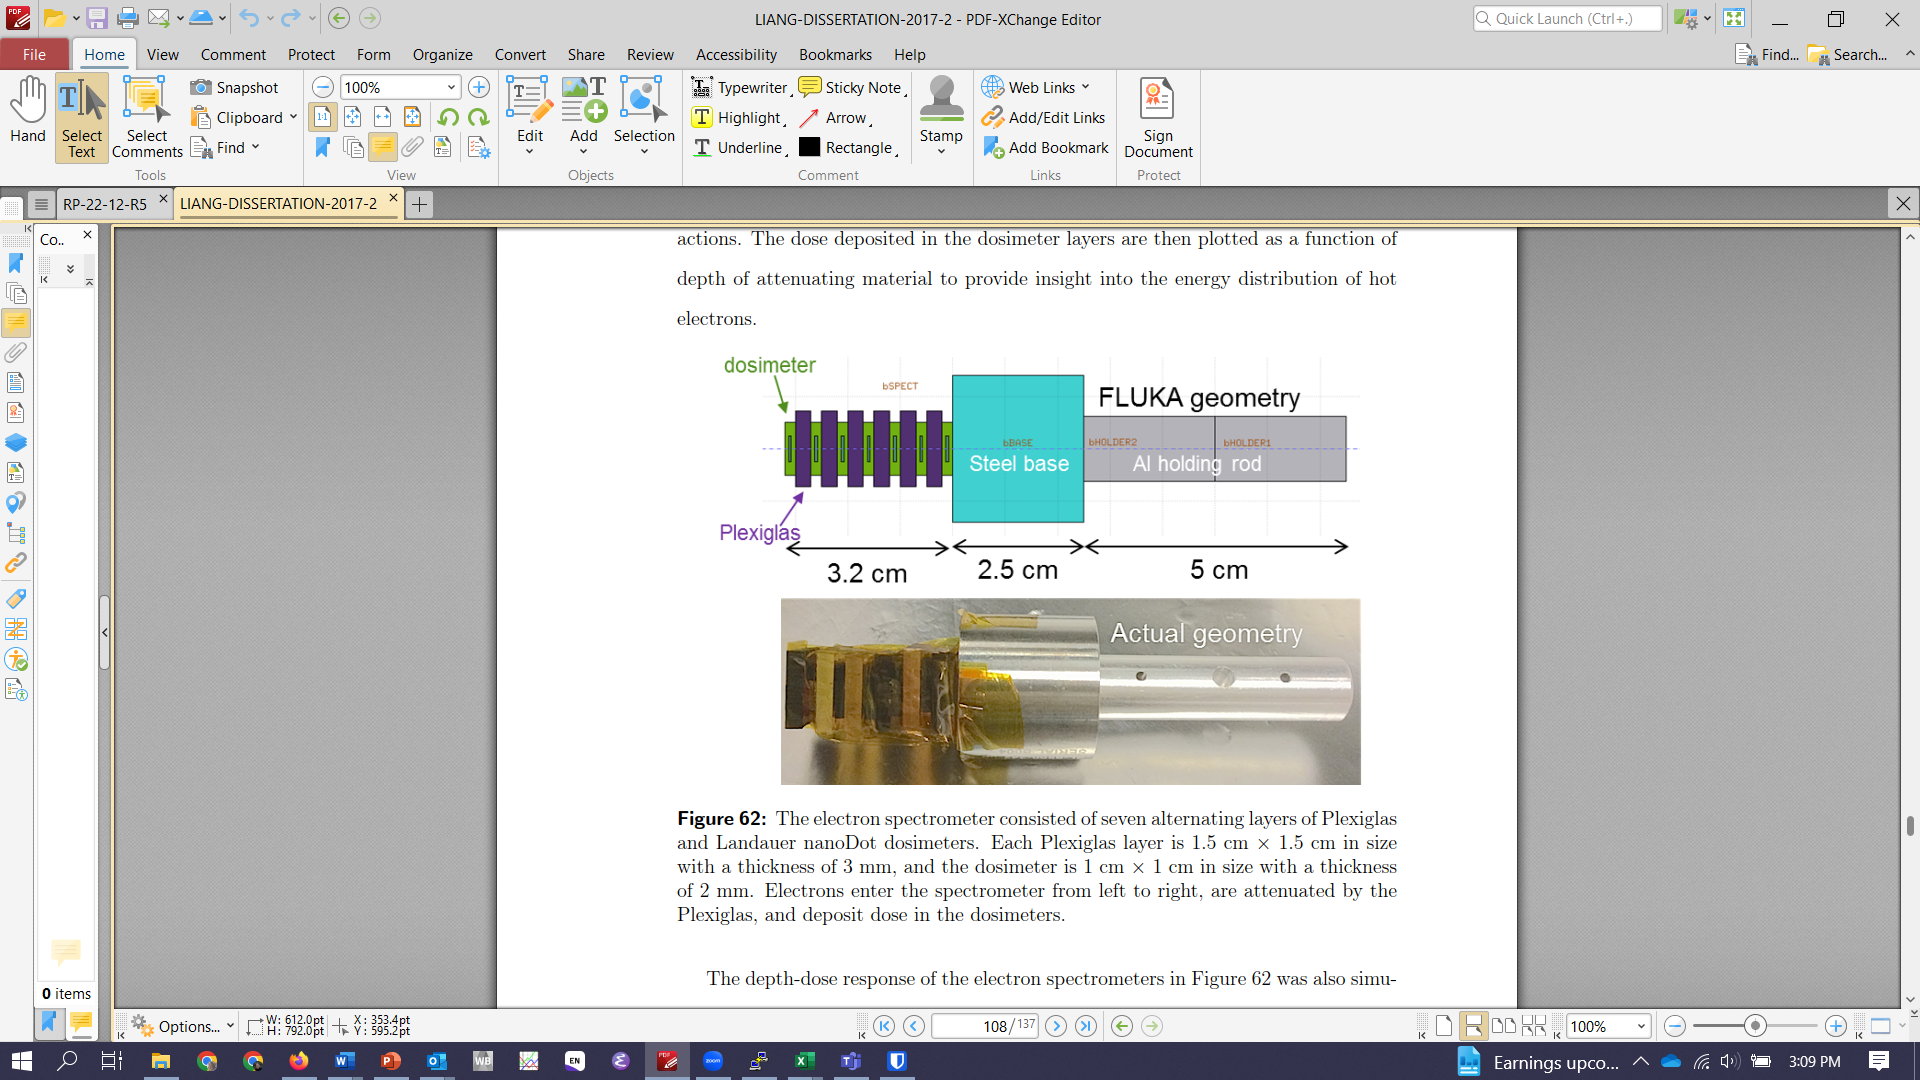 LIANG-DISSERTATION-2017-2 - PDF-XChange Editor
Quick Launch (Ctrl+.)
File Home View Comment Protect Form Organize Convert Share Review Accessibility Bookmarks Help
Find... Search...
Hand
Select Text
Select Comments
Snapshot
Clipboard
Find
Tools
100%
View
Edit
Add
Selection
Objects
Typewriter
Highlight
Underline
Sticky Note
Arrow
Rectangle
Stamp
Comment
Web Links
Add/Edit Links
Add Bookmark
Links
Sign Document
Protect
RP-22-12-R5
LIANG-DISSERTATION-2017-2
Co..
actions. The dose deposited in the dosimeter layers are then plotted as a function of
depth of attenuating material to provide insight into the energy distribution of hot
electrons.
dosimeter
bSPECT
FLUKA geometry
bBASE
bHOLDER2
bHOLDER1
Steel base
Al holding rod
Plexiglas
3.2 cm
2.5 cm
5 cm
Actual geometry
Figure 62: The electron spectrometer consisted of seven alternating layers of Plexiglas
and Landauer nanoDot dosimeters. Each Plexiglas layer is 1.5 cm × 1.5 cm in size
with a thickness of 3 mm, and the dosimeter is 1 cm × 1 cm in size with a thickness
of 2 mm. Electrons enter the spectrometer from left to right, are attenuated by the
Plexiglas, and deposit dose in the dosimeters.
The depth-dose response of the electron spectrometers in Figure 62 was also simu-
0 items
Options...
W: 612.0pt
H: 792.0pt
X: 353.4pt
Y: 595.2pt
108 / 137
100%
Earnings upco...
3:09 PM